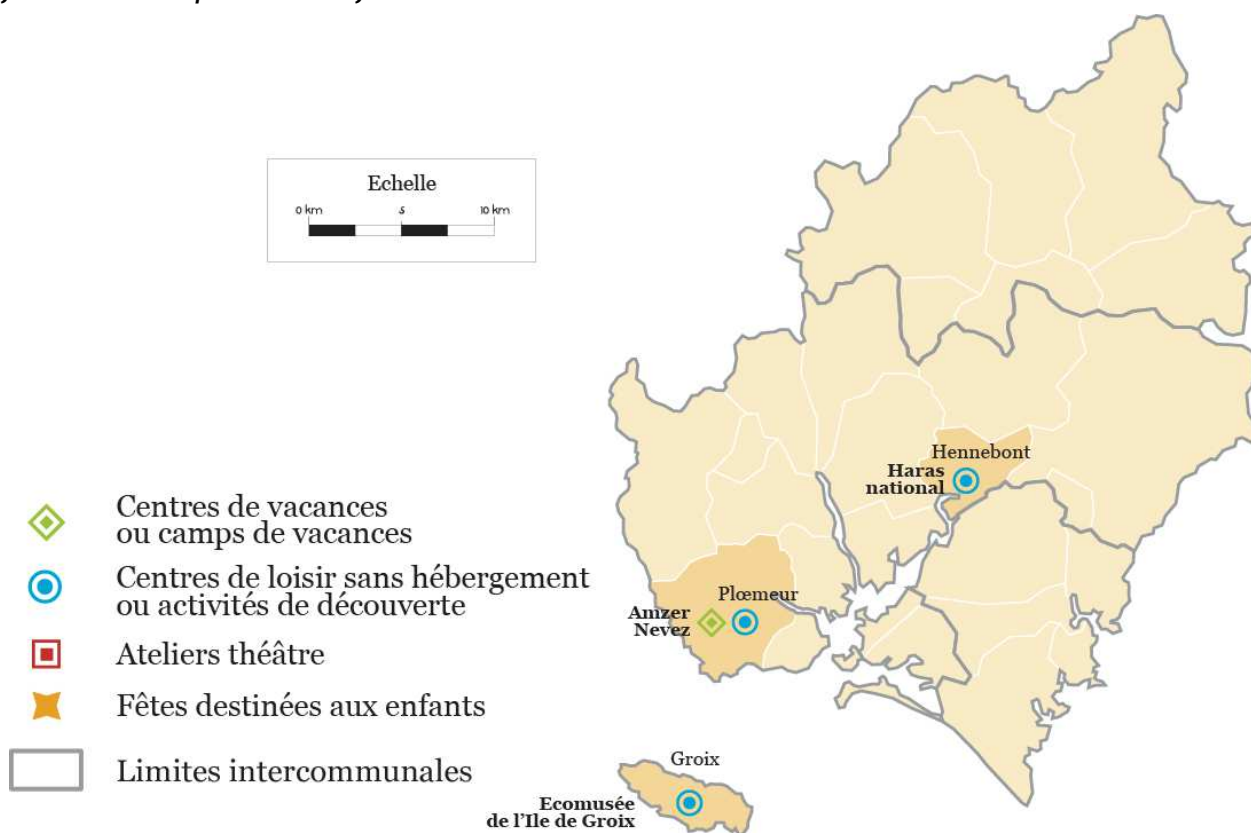 Echelle
0 km 5 10 km
Hennebont
Haras
national
Plœmeur
Amzer
Nevez
Groix
Ecomusée
de l'Ile de Groix
Centres de vacances
ou camps de vacances
Centres de loisir sans hébergement
ou activités de découverte
Ateliers théâtre
Fêtes destinées aux enfants
Limites intercommunales